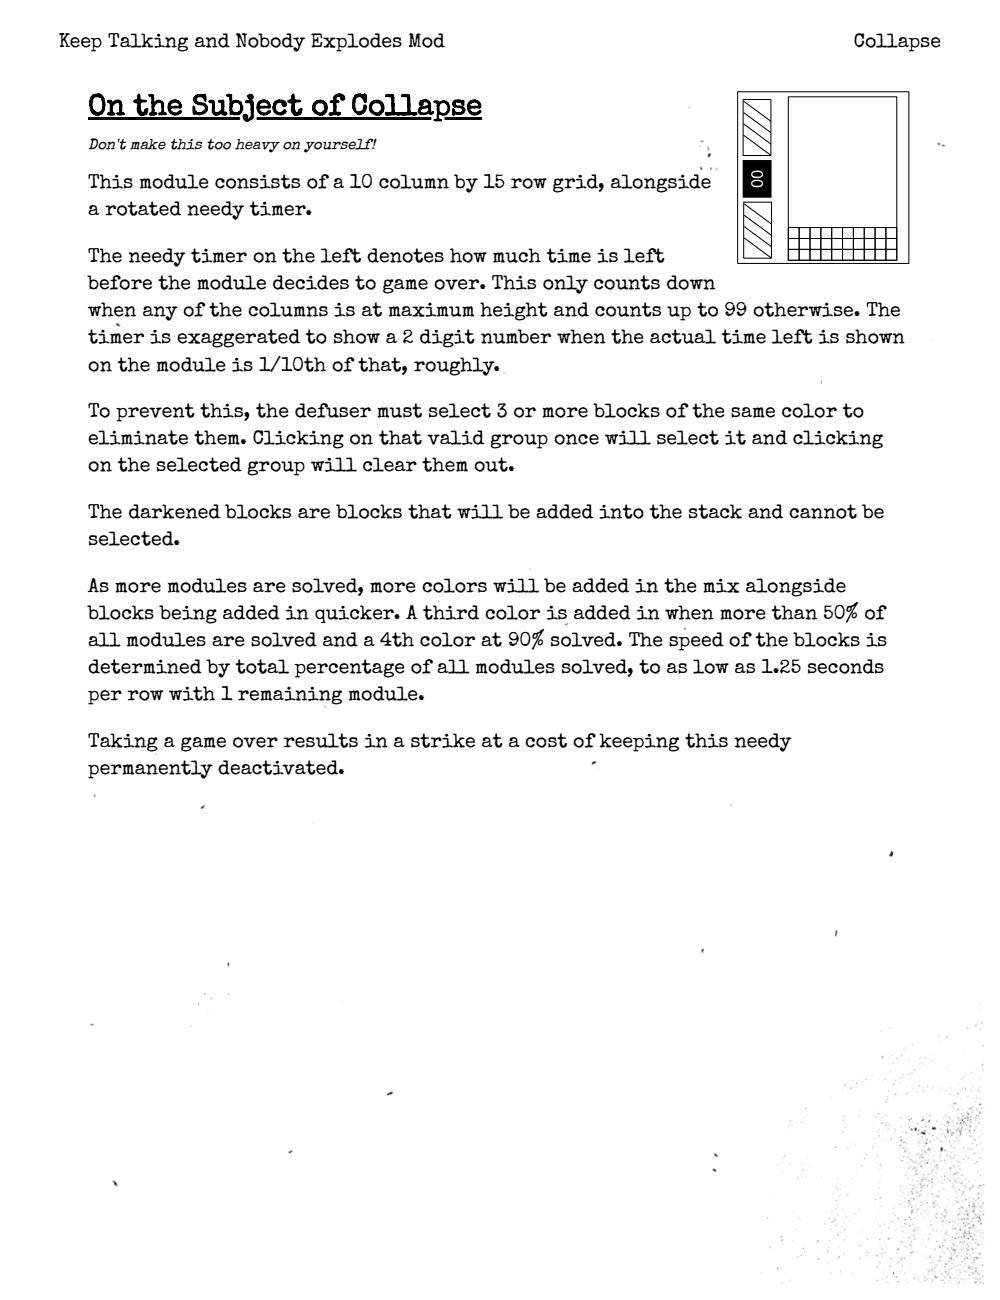 Keep Talking and Nobody Explodes Mod
Collapse
On the Subject of Collapse
Don't make this too heavy on yourself!
This module consists of a 10 column by 15 row grid, alongside
a rotated needy timer.
00
The needy timer on the left denotes how much time is left
before the module decides to game over. This only counts down
when any of the columns is at maximum height and counts up to 99 otherwise. The
timer is exaggerated to show a 2 digit number when the actual time left is shown
on the module is 1/10th of that, roughly.
To prevent this, the defuser must select 3 or more blocks of the same color to
eliminate them. Clicking on that valid group once will select it and clicking
on the selected group will clear them out.
The darkened blocks are blocks that will be added into the stack and cannot be
selected.
As more modules are solved, more colors will be added in the mix alongside
blocks being added in quicker. A third color is added in when more than 50% of
all modules are solved and a 4th color at 90% solved. The speed of the blocks is
determined by total percentage of all modules solved, to as low as 1.25 seconds
per row with 1 remaining module.
Taking a game over results in a strike at a cost of keeping this needy
permanently deactivated.